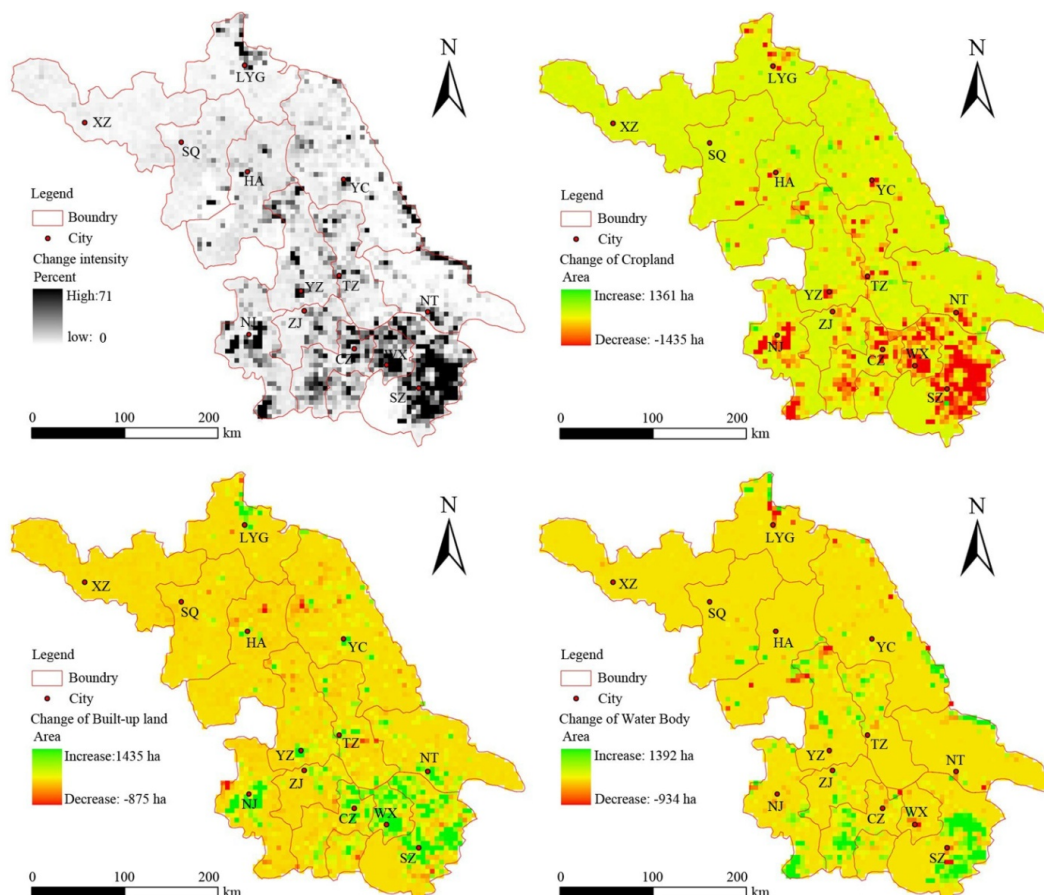 N
LYG
XZ
SQ
HA
YC
Legend
Boundry
City
Change intensity
Percent
High:71
low: 0
YZ
TZ
NT
NJ
ZJ
CZ
WX
SZ
0 100 200
km
N
LYG
XZ
SQ
HA
YC
Legend
Boundry
City
Change of Cropland
Area
Increase: 1361 ha
Decrease: -1435 ha
YZ
TZ
NT
ZJ
NJ
CZ
WX
SZ
0 100 200
km
N
LYG
XZ
SQ
HA
YC
Legend
Boundry
City
Change of Built-up land
Area
Increase:1435 ha
Decrease: -875 ha
YZ
TZ
NT
ZJ
NJ
CZ
WX
SZ
0 100 200
km
N
LYG
XZ
SQ
HA
YC
Legend
Boundry
City
Change of Water Body
Area
Increase: 1392 ha
Decrease: -934 ha
YZ
TZ
NT
ZJ
NJ
CZ
WX
SZ
0 100 200
km